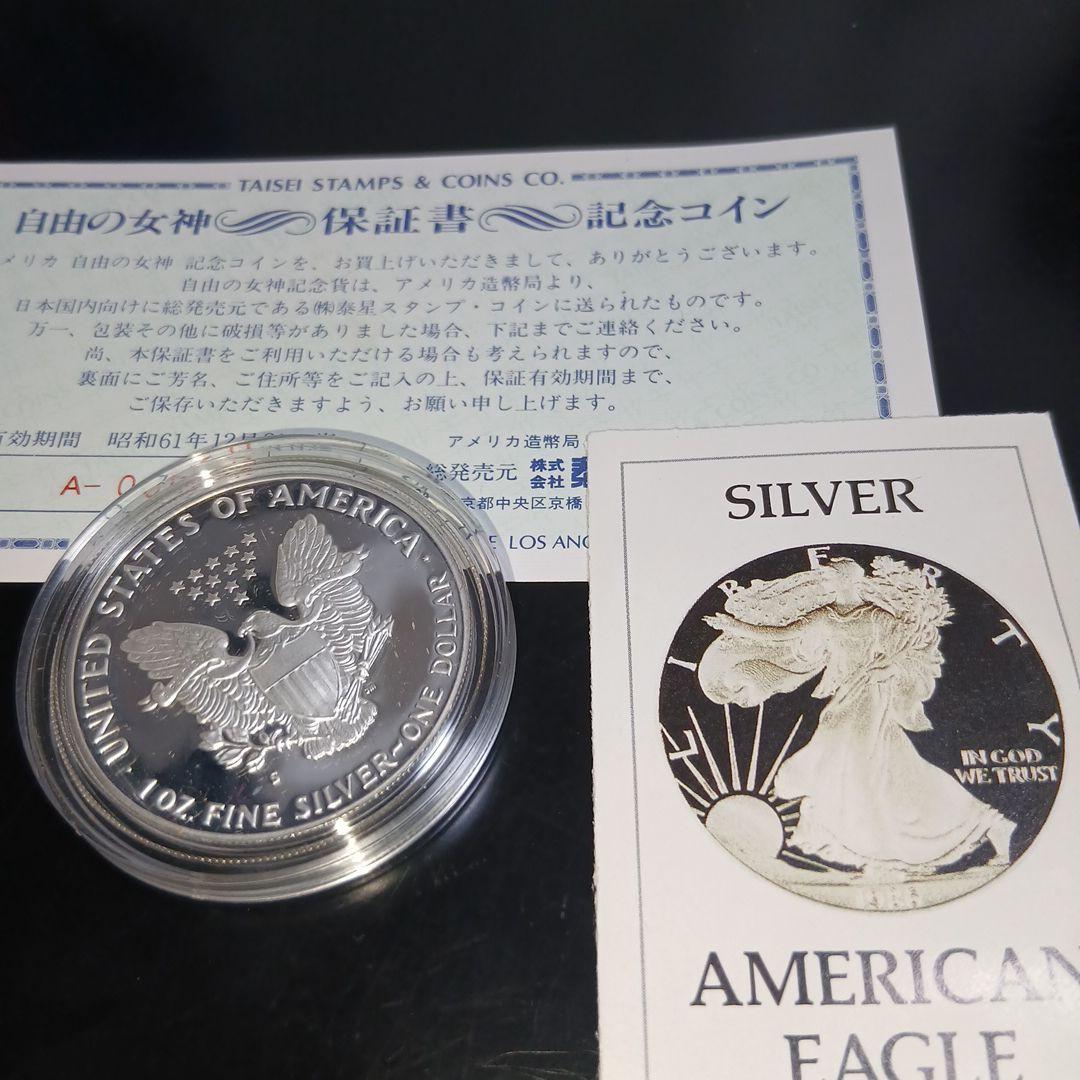 TAISEI STAMPS & COINS CO.
自由の女神 保証書 記念コイン
メリカ 自由の女神 記念コインを、お買上げいただきまして、ありがとうございます。
自由の女神記念貨は、アメリカ造幣局より、
日本国内向けに総発売元である㈱泰星スタンプ・コインに送られたものです。
万一、包装その他に破損等がありました場合、下記までご連絡ください。
尚、本保証書をご利用いただける場合も考えられますので、
裏面にご芳名、ご住所等をご記入の上、保証有効期間まで、
ご保存いただきますよう、お願い申し上げます。
有効期間 昭和61年12月 アメリカ造幣局
A-0 総発売元 株式会社
京都中央区京橋
LOS
UNITED STATES OF AMERICA · 1 OZ. FINE SILVER~ONE DOLLAR ·
S
SILVER
LIBERTY
IN GOD
WE TRUST
1986
AMERICAN
EAGLE